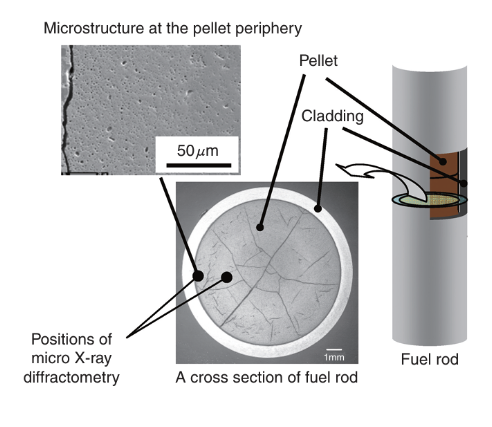 Microstructure at the pellet periphery
Pellet
Cladding
50μm
Positions of
micro X-ray
diffractometry
1mm
A cross section of fuel rod
Fuel rod